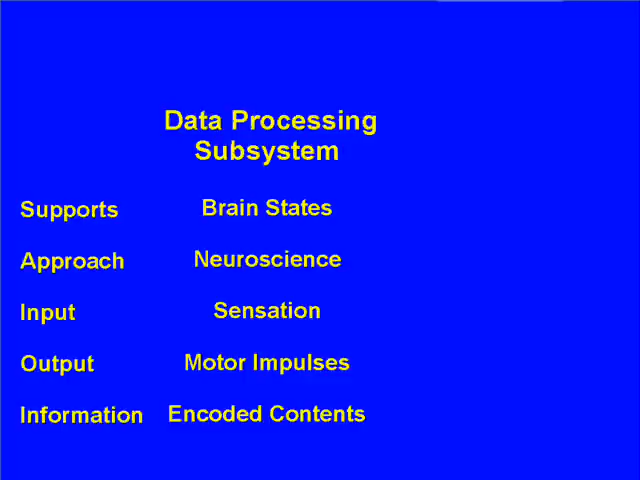 Data Processing
Subsystem
Supports Brain States
Approach Neuroscience
Input Sensation
Output Motor Impulses
Information Encoded Contents